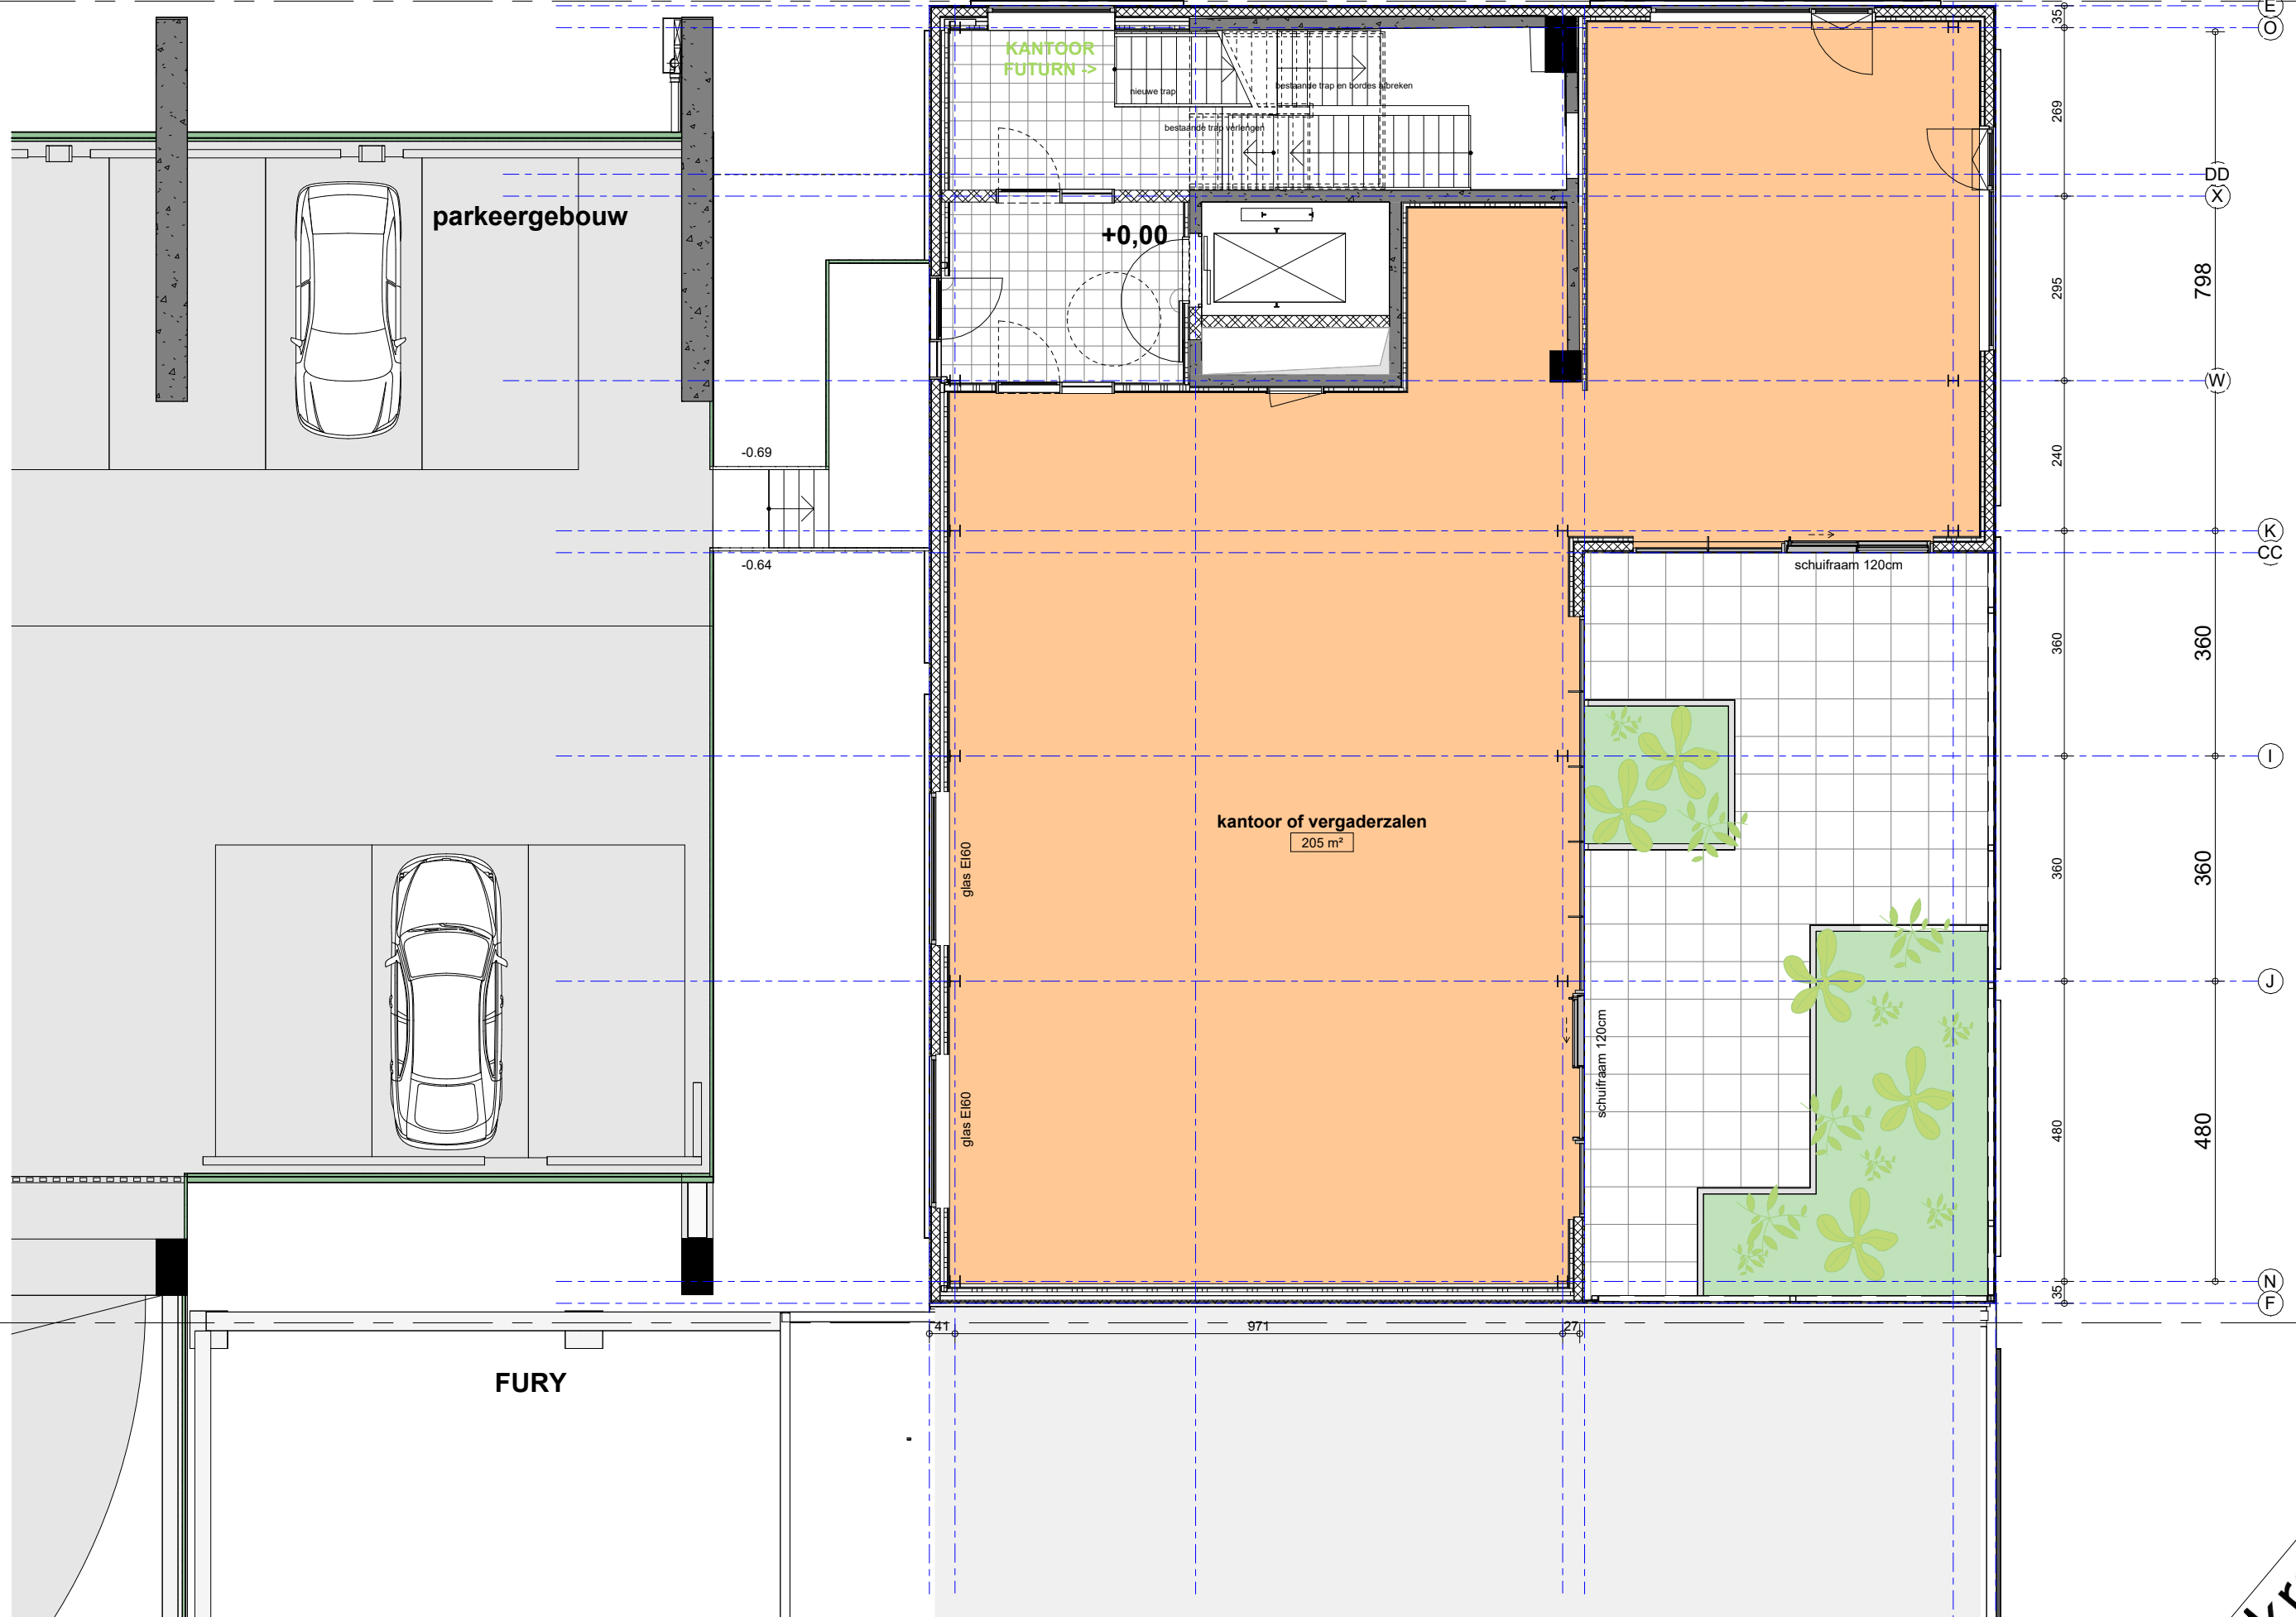 E
35
O
KANTOOR
FUTURN ->
nieuwe trap
bestaande trap en bordes afbreken
269
bestaande trap verlengen
DD
X
parkeergebouw
+0,00
295
798
W
-0.69
240
K
CC
-0.64
schuifraam 120cm
360
360
I
kantoor of vergaderzalen
205 m²
glas EI60
360
360
J
schuifraam 120cm
glas EI60
480
480
N
35
F
41
971
27
FURY